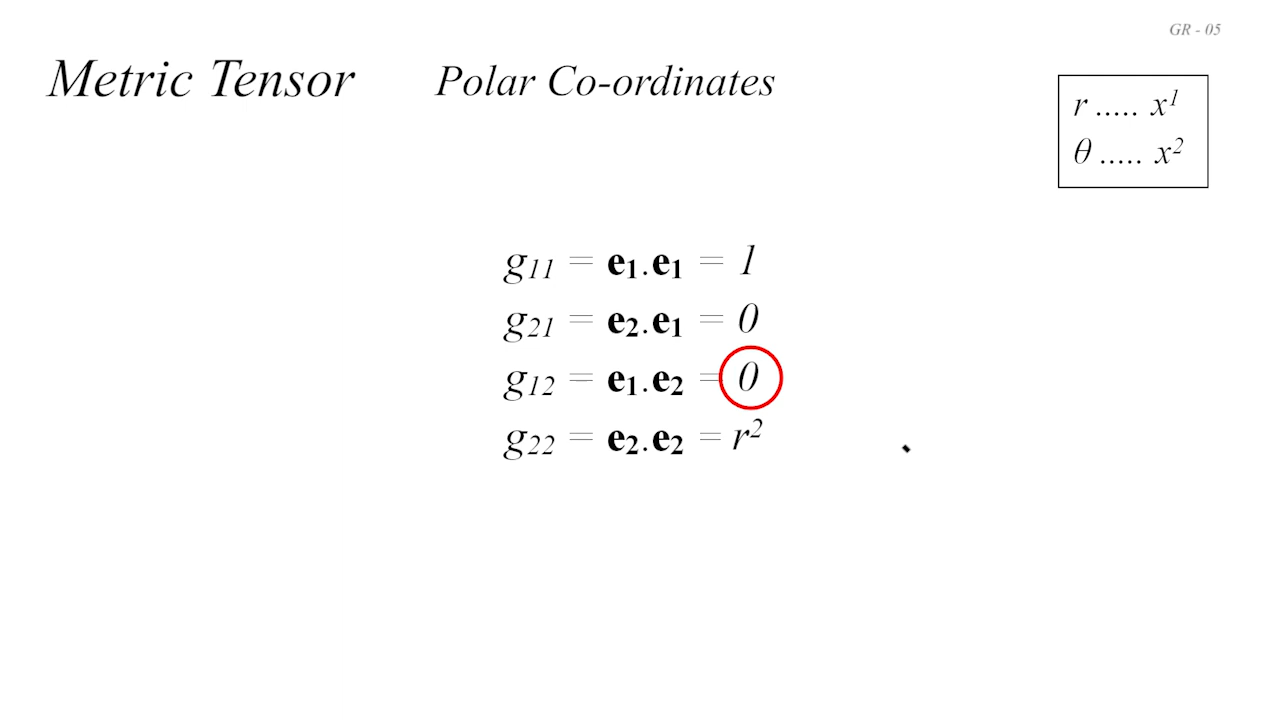 GR - 05
Metric Tensor Polar Co-ordinates
r ..... x¹
θ ..... x²
g₁₁ = e₁.e₁ = 1
g₂₁ = e₂.e₁ = 0
g₁₂ = e₁.e₂ = 0
g₂₂ = e₂.e₂ = r²